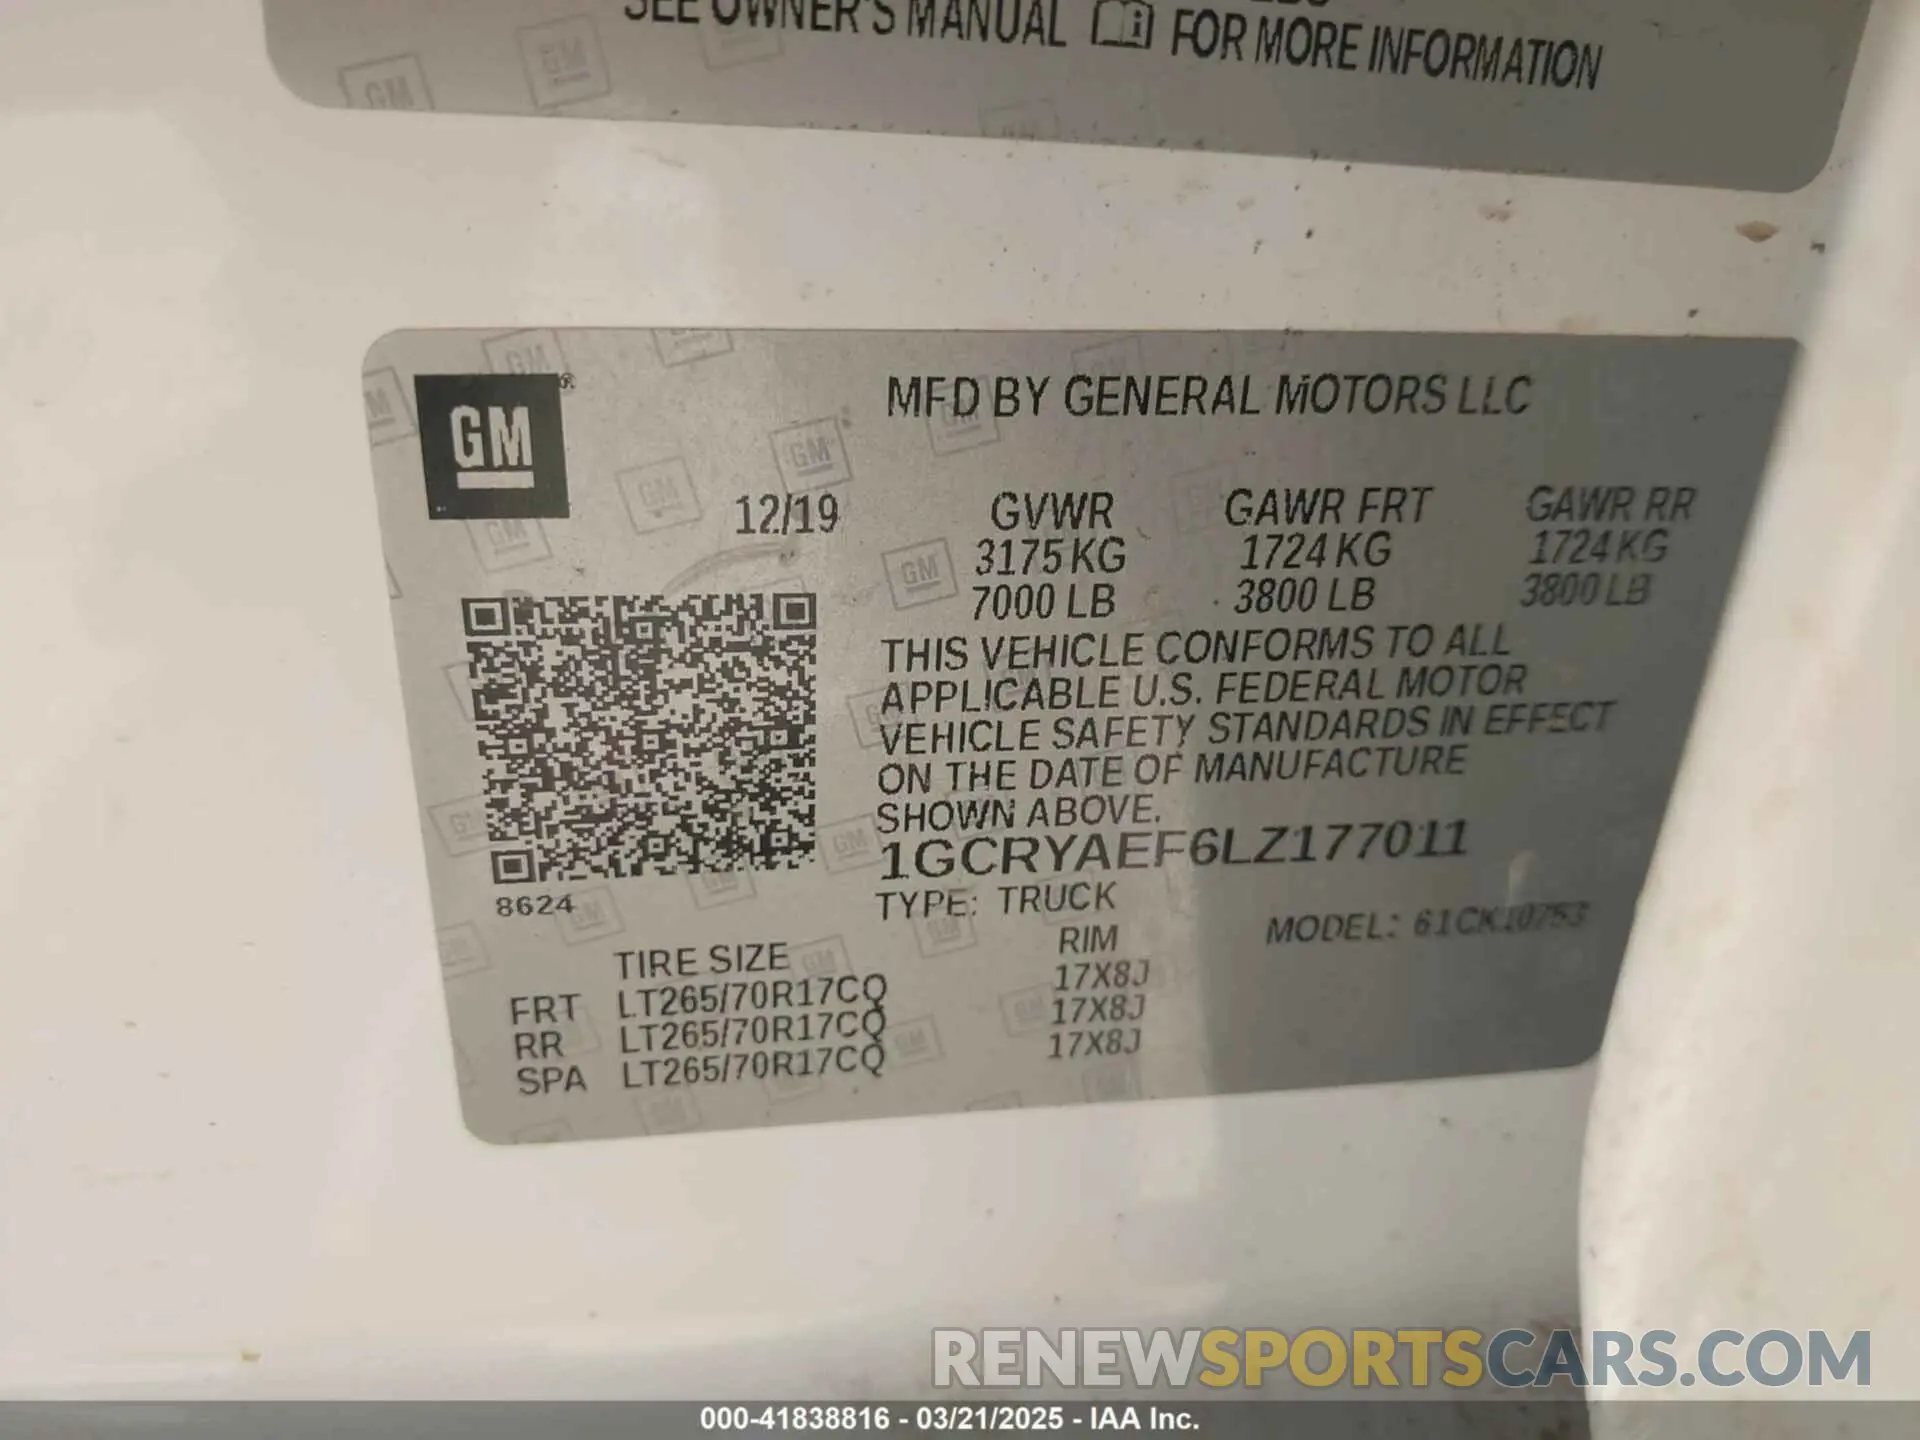 SEE OWNER'S MANUAL FOR MORE INFORMATION
GM
MFD BY GENERAL MOTORS LLC
12/19 GVWR GAWR FRT GAWR RR
3175 KG 1724 KG 1724 KG
7000 LB 3800 LB 3800 LB
THIS VEHICLE CONFORMS TO ALL
APPLICABLE U.S. FEDERAL MOTOR
VEHICLE SAFETY STANDARDS IN EFFECT
ON THE DATE OF MANUFACTURE
SHOWN ABOVE.
1GCRYAEF6LZ177011
8624
TYPE: TRUCK MODEL: 61CK10753
TIRE SIZE RIM
FRT LT265/70R17CQ 17X8J
RR LT265/70R17CQ 17X8J
SPA LT265/70R17CQ 17X8J
RENEWSPORTSCARS.COM
000-41838816 - 03/21/2025 - IAA Inc.